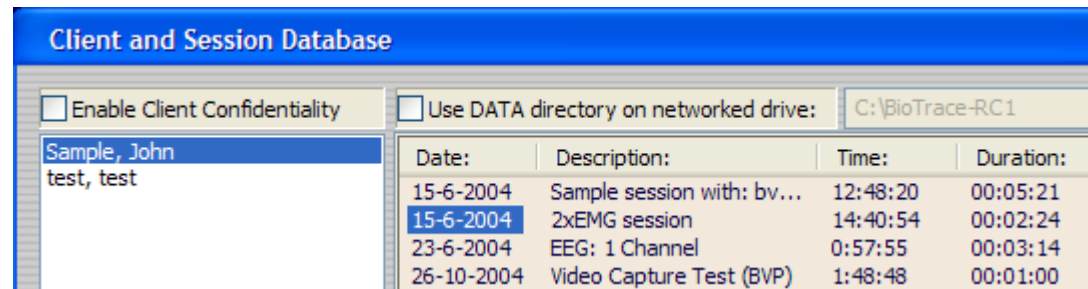 Client and Session Database
Enable Client Confidentiality Use DATA directory on networked drive: C:\BioTrace-RC1
Sample, John
test, test
Date: Description: Time: Duration:
15-6-2004 Sample session with: bv... 12:48:20 00:05:21
15-6-2004 2xEMG session 14:40:54 00:02:24
23-6-2004 EEG: 1 Channel 0:57:55 00:03:14
26-10-2004 Video Capture Test (BVP) 1:48:48 00:01:00